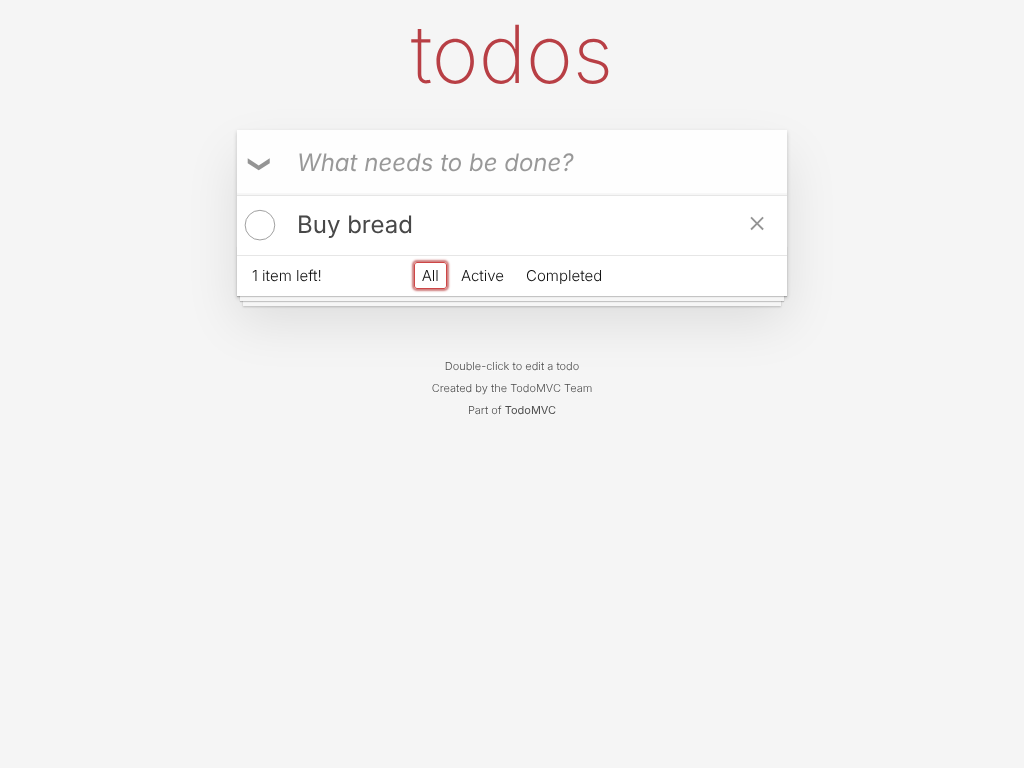 todos
What needs to be done?
Buy bread
1 item left!
All
Active
Completed
Double-click to edit a todo
Created by the TodoMVC Team
Part of TodoMVC